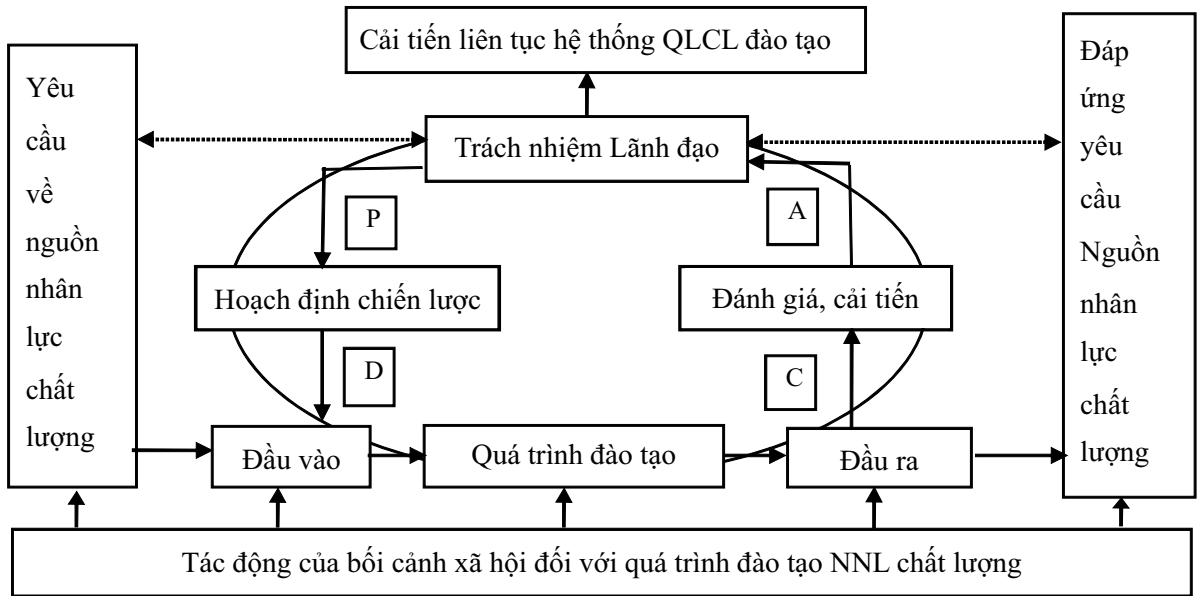 Cải tiến liên tục hệ thống QLCL đào tạo
Yêu
cầu
về
nguồn
nhân
lực
chất
lượng
Trách nhiệm Lãnh đạo
P
A
Hoạch định chiến lược
Đánh giá, cải tiến
D
C
Đầu vào
Quá trình đào tạo
Đầu ra
Đáp
ứng
yêu
cầu
Nguồn
nhân
lực
chất
lượng
Tác động của bối cảnh xã hội đối với quá trình đào tạo NNL chất lượng